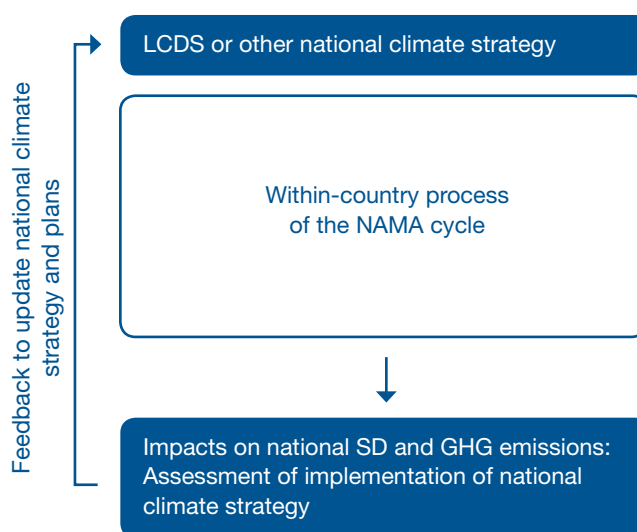 LCDS or other national climate strategy
Feedback to update national climate
strategy and plans
Within-country process
of the NAMA cycle
Impacts on national SD and GHG emissions:
Assessment of implementation of national
climate strategy